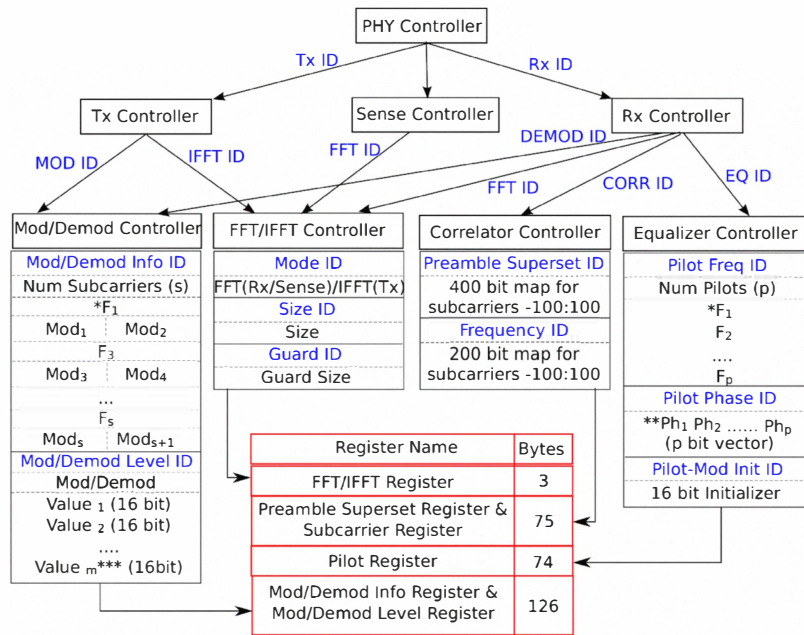 PHY Controller
Tx ID
Rx ID
Tx Controller
Sense Controller
Rx Controller
MOD ID
IFFT ID
FFT ID
DEMOD ID
FFT ID
CORR ID
EQ ID
Mod/Demod Controller
Mod/Demod Info ID
Num Subcarriers (s)
*F1
Mod1 Mod2
F3
Mod3 Mod4
...
Fs
Mods Mods+1
Mod/Demod Level ID
Mod/Demod
Value 1 (16 bit)
Value 2 (16 bit)
....
Value m*** (16bit)
FFT/IFFT Controller
Mode ID
FFT(Rx/Sense)/IFFT(Tx)
Size ID
Size
Guard ID
Guard Size
Correlator Controller
Preamble Superset ID
400 bit map for
subcarriers -100:100
Frequency ID
200 bit map for
subcarriers -100:100
Equalizer Controller
Pilot Freq ID
Num Pilots (p)
*F1
F2
....
Fp
Pilot Phase ID
**Ph1 Ph2 ...... Php
(p bit vector)
Pilot-Mod Init ID
16 bit Initializer
Register Name Bytes
FFT/IFFT Register 3
Preamble Superset Register &
Subcarrier Register 75
Pilot Register 74
Mod/Demod Info Register &
Mod/Demod Level Register 126